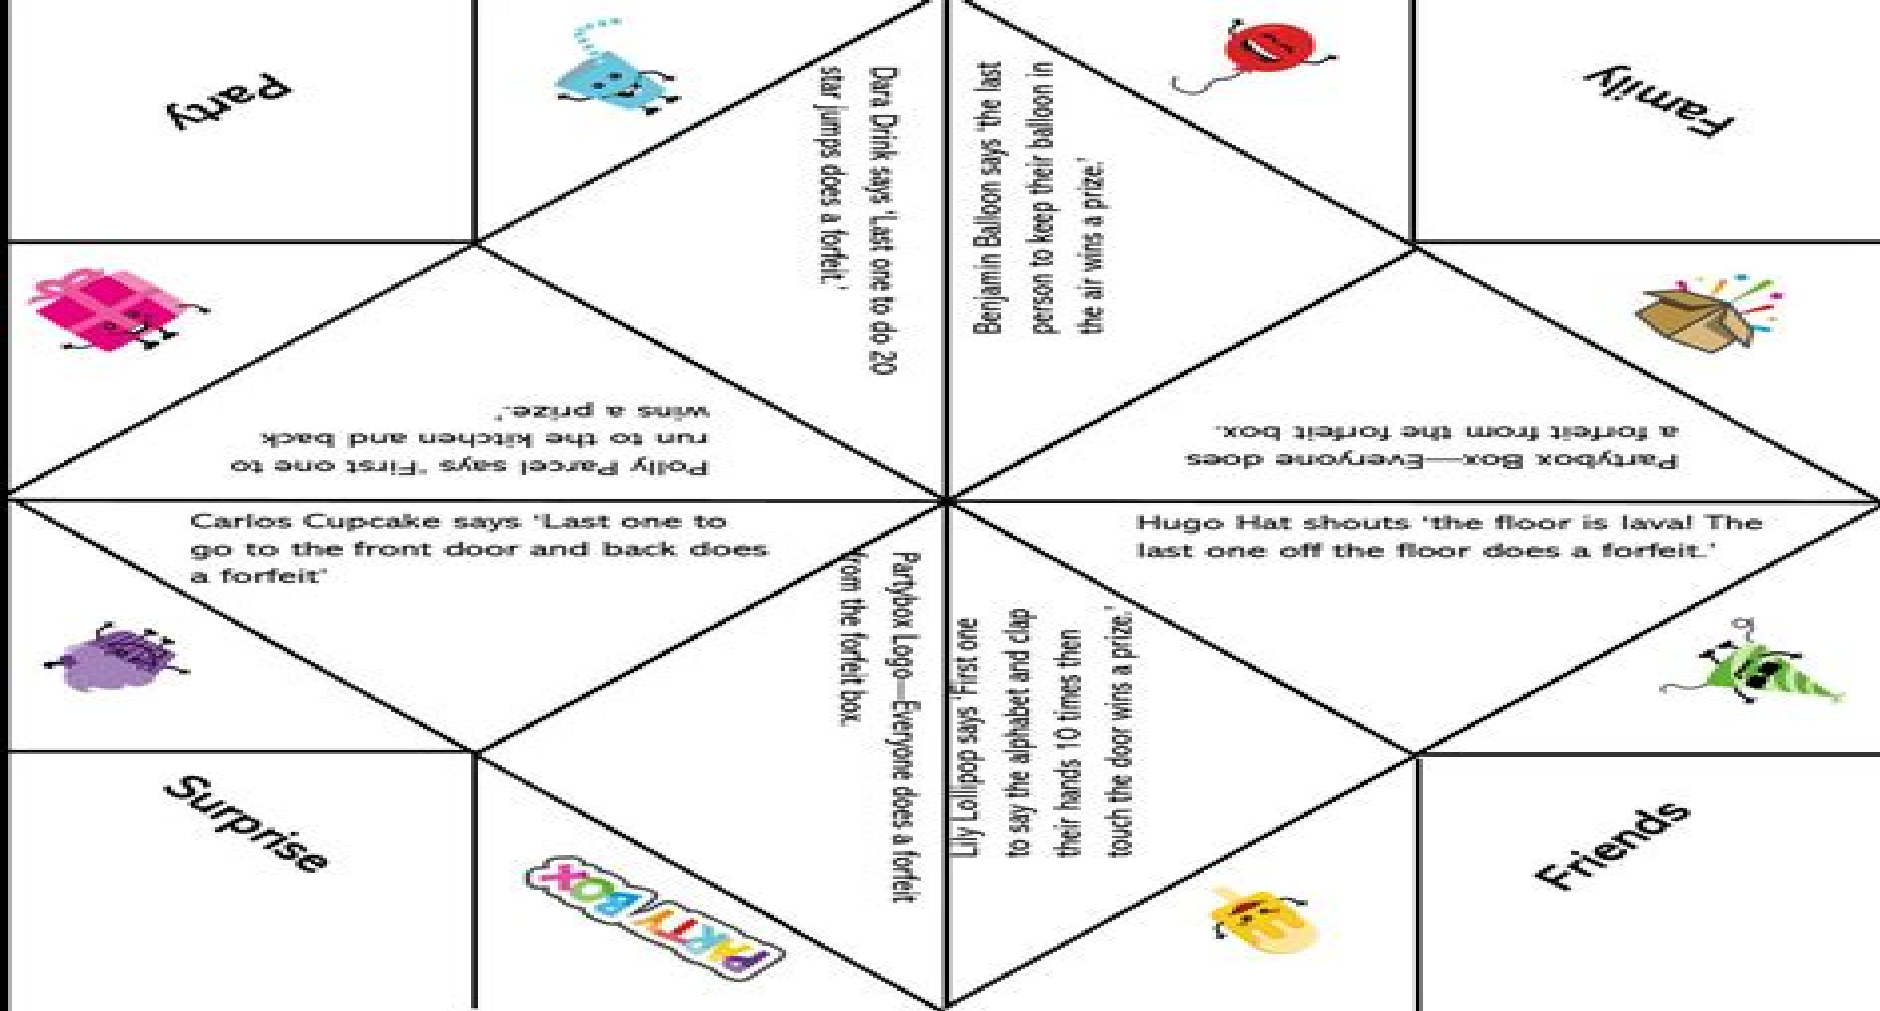 Party
Family
Dara Drink says 'Last one to do 20
star jumps does a forfeit.'
Benjamin Balloon says 'the last
person to keep their balloon in
the air wins a prize.'
Polly Parcel says 'First one to
run to the kitchen and back
wins a prize.'
Partybox Box—Everyone does
a forfeit from the forfeit box.
Carlos Cupcake says 'Last one to
go to the front door and back does
a forfeit'
Hugo Hat shouts 'the floor is lava! The
last one off the floor does a forfeit.'
Partybox Logo—Everyone does a forfeit
from the forfeit box.
Lily Lollipop says 'First one
to say the alphabet and clap
their hands 10 times then
touch the door wins a prize.'
Surprise
PARTY BOX
Friends